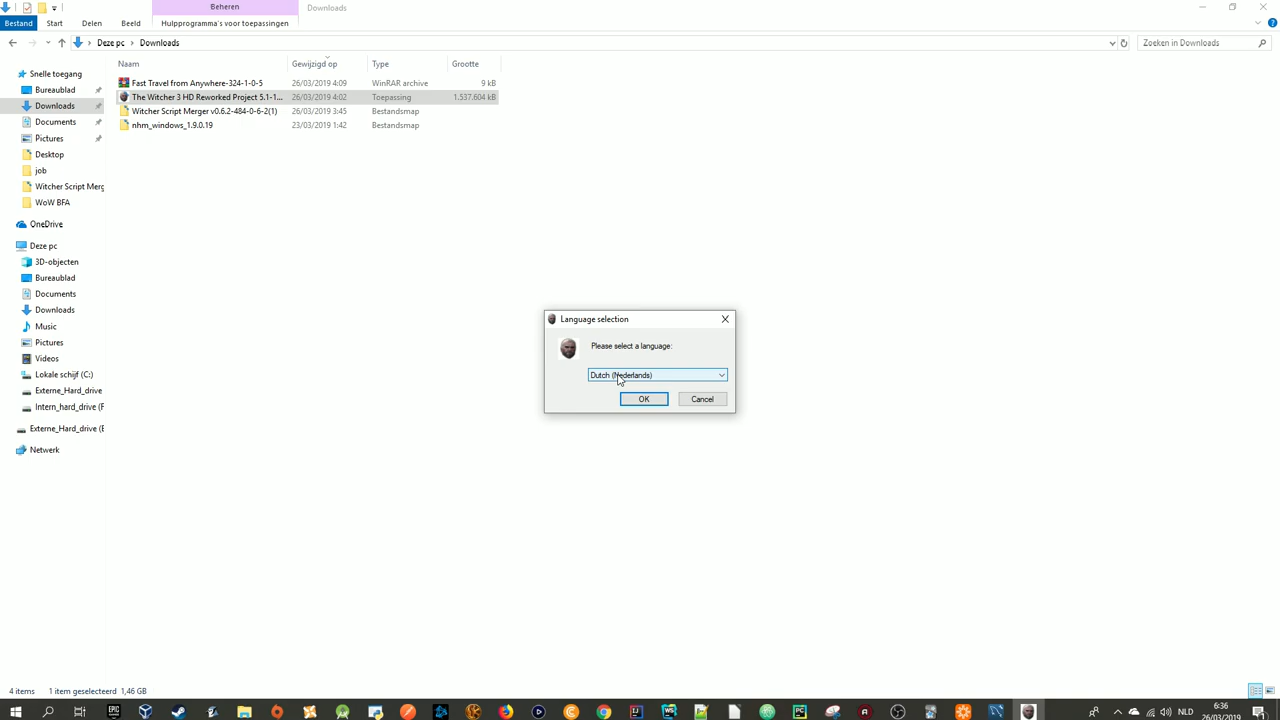 Beheren
Downloads
Bestand
Start
Delen
Beeld
Hulpprogramma's voor toepassingen
Deze pc > Downloads
Zoeken in Downloads
Naam
Gewijzigd op
Type
Grootte
Snelle toegang
Bureaublad
Downloads
Documents
Pictures
Desktop
job
Witcher Script Merg
WoW BFA
OneDrive
Deze pc
3D-objecten
Bureaublad
Documents
Downloads
Music
Pictures
Videos
Lokale schijf (C:)
Externe_Hard_drive
Intern_hard_drive (F
Externe_Hard_drive (E
Netwerk
Fast Travel from Anywhere-324-1-0-5 26/03/2019 4:09 WinRAR archive 9 kB
The Witcher 3 HD Reworked Project 5.1-1... 26/03/2019 4:02 Toepassing 1.537.604 kB
Witcher Script Merger v0.6.2-484-0-6-2(1) 26/03/2019 3:45 Bestandsmap
nhm_windows_1.9.0.19 23/03/2019 1:42 Bestandsmap
Language selection
Please select a language:
Dutch (Nederlands)
OK
Cancel
4 items 1 item geselecteerd 1,46 GB
NLD
6:36
26/03/2019